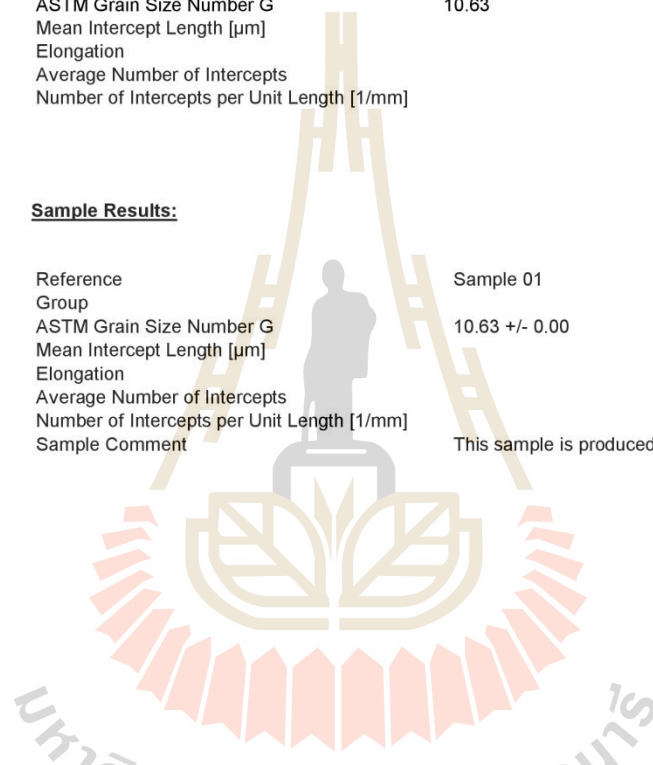 ASTM Grain Size Number G 10.63
Mean Intercept Length [µm]
Elongation
Average Number of Intercepts
Number of Intercepts per Unit Length [1/mm]
Sample Results:
Reference Sample 01
Group
ASTM Grain Size Number G 10.63 +/- 0.00
Mean Intercept Length [µm]
Elongation
Average Number of Intercepts
Number of Intercepts per Unit Length [1/mm]
Sample Comment This sample is produced